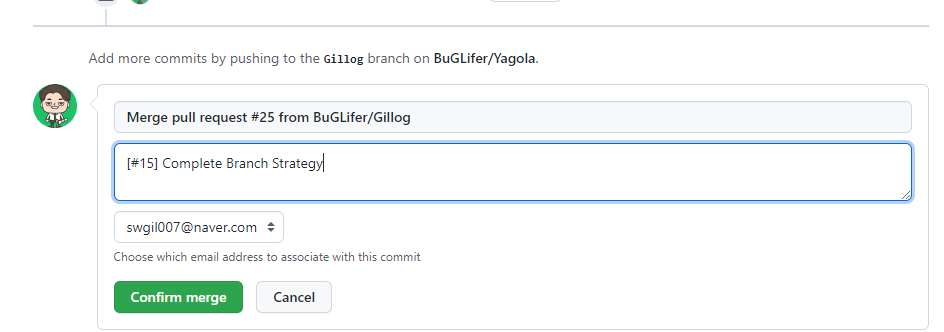 Add more commits by pushing to the Gillog branch on BuGLifer/Yagola.
Merge pull request #25 from BuGLifer/Gillog
[#15] Complete Branch Strategy
swgil007@naver.com
Choose which email address to associate with this commit
Confirm merge
Cancel